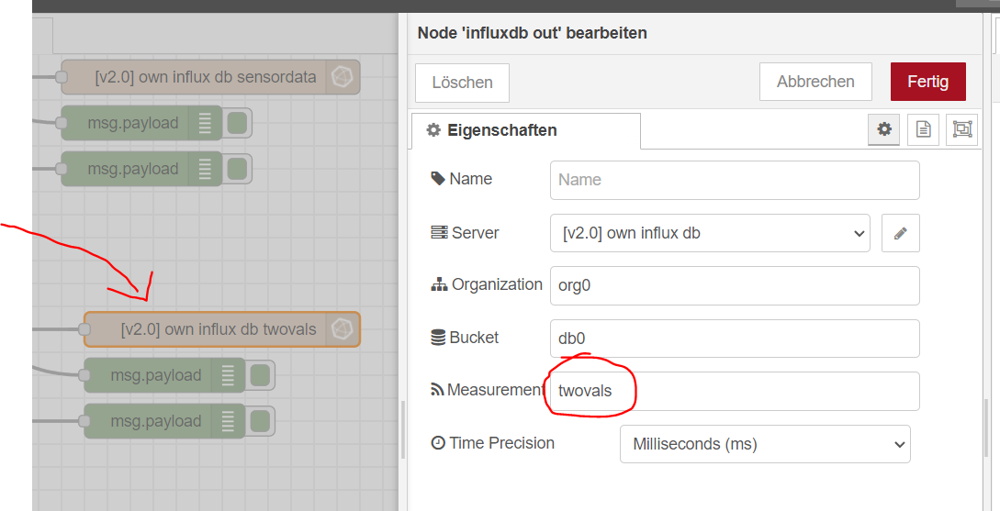 Node 'influxdb out' bearbeiten
[v2.0] own influx db sensordata
msg.payload
msg.payload
[v2.0] own influx db twovals
msg.payload
msg.payload
Löschen
Abbrechen
Fertig
Eigenschaften
Name
Name
Server
[v2.0] own influx db
Organization
org0
Bucket
db0
Measurement
twovals
Time Precision
Milliseconds (ms)